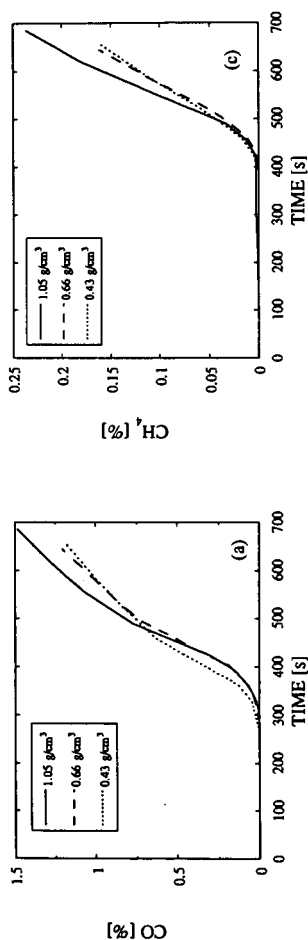 CO [%]
1.5
1
0.5
0
1.05 g/cm³
0.66 g/cm³
0.43 g/cm³
(a)
0 100 200 300 400 500 600 700
TIME [s]
CH₄ [%]
0.25
0.2
0.15
0.1
0.05
0
1.05 g/cm³
0.66 g/cm³
0.43 g/cm³
(c)
0 100 200 300 400 500 600 700
TIME [s]